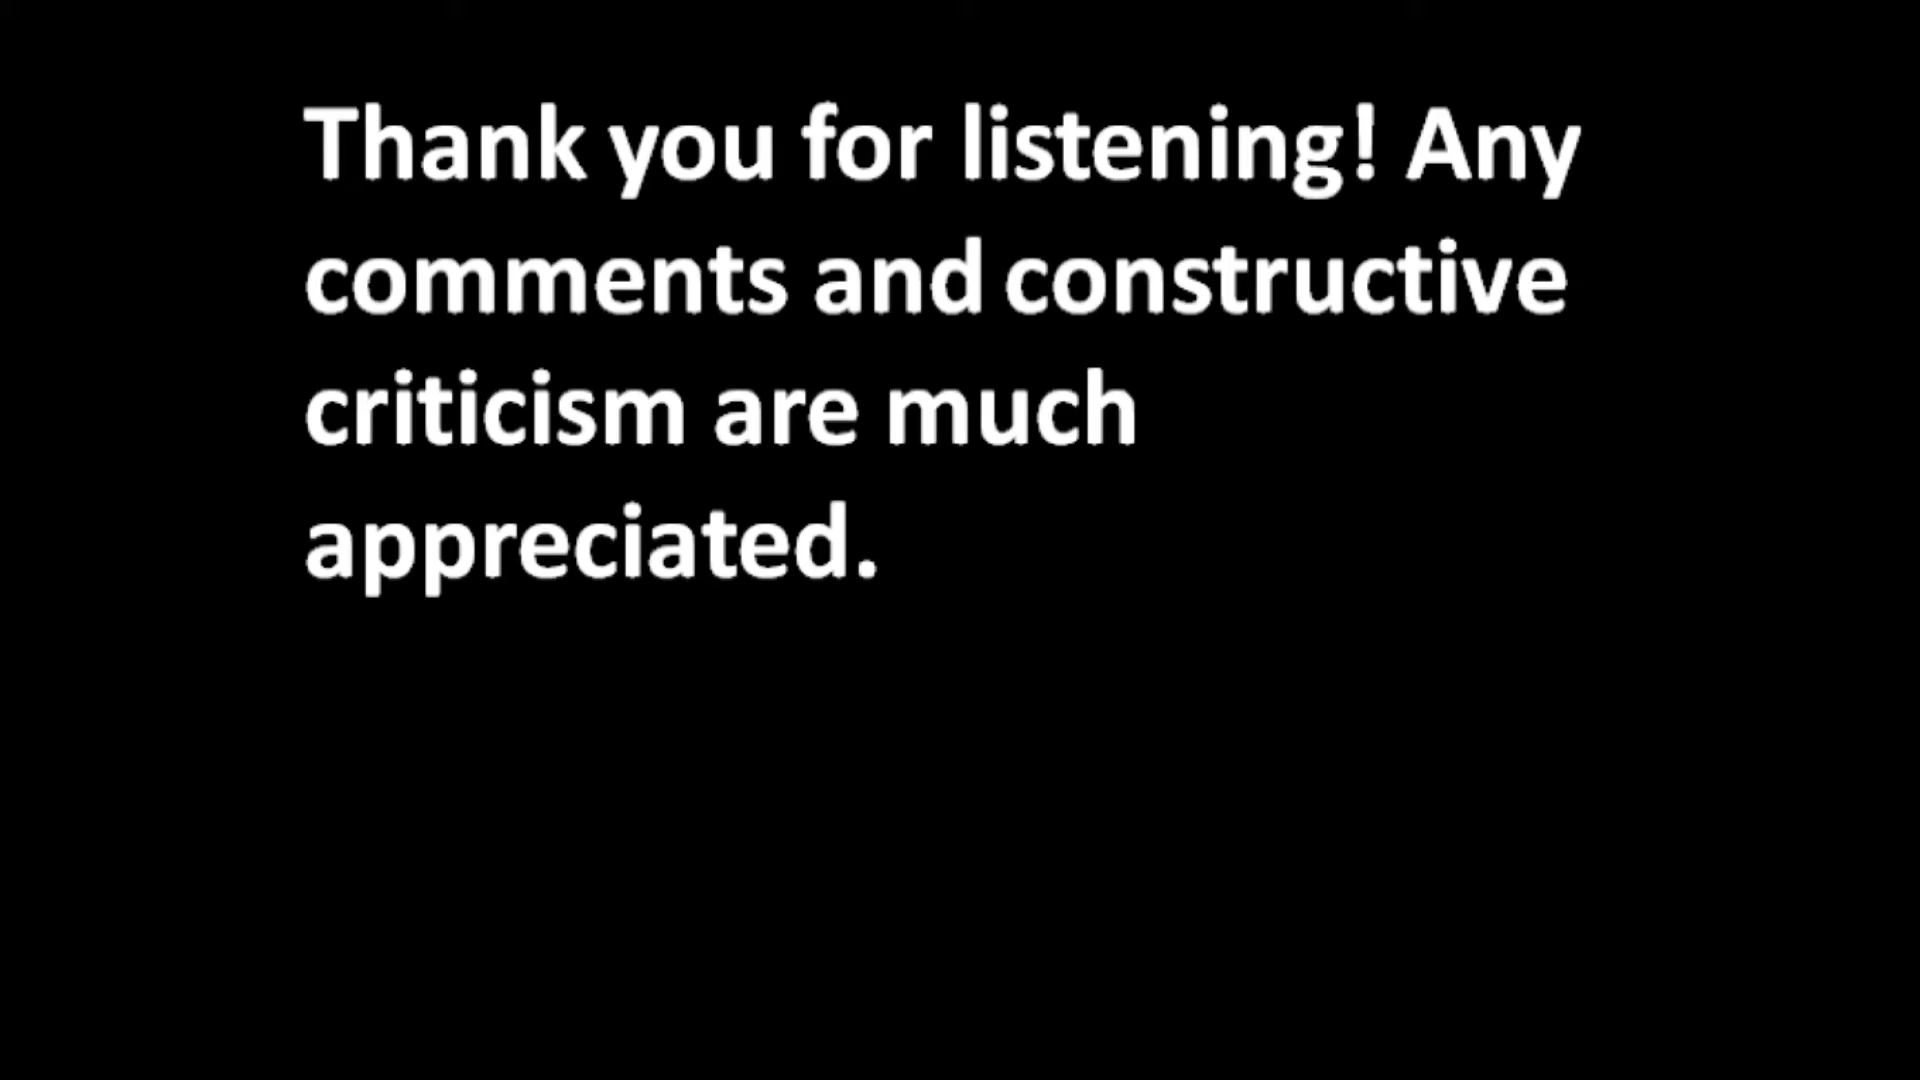 Thank you for listening! Any
comments and constructive
criticism are much
appreciated.